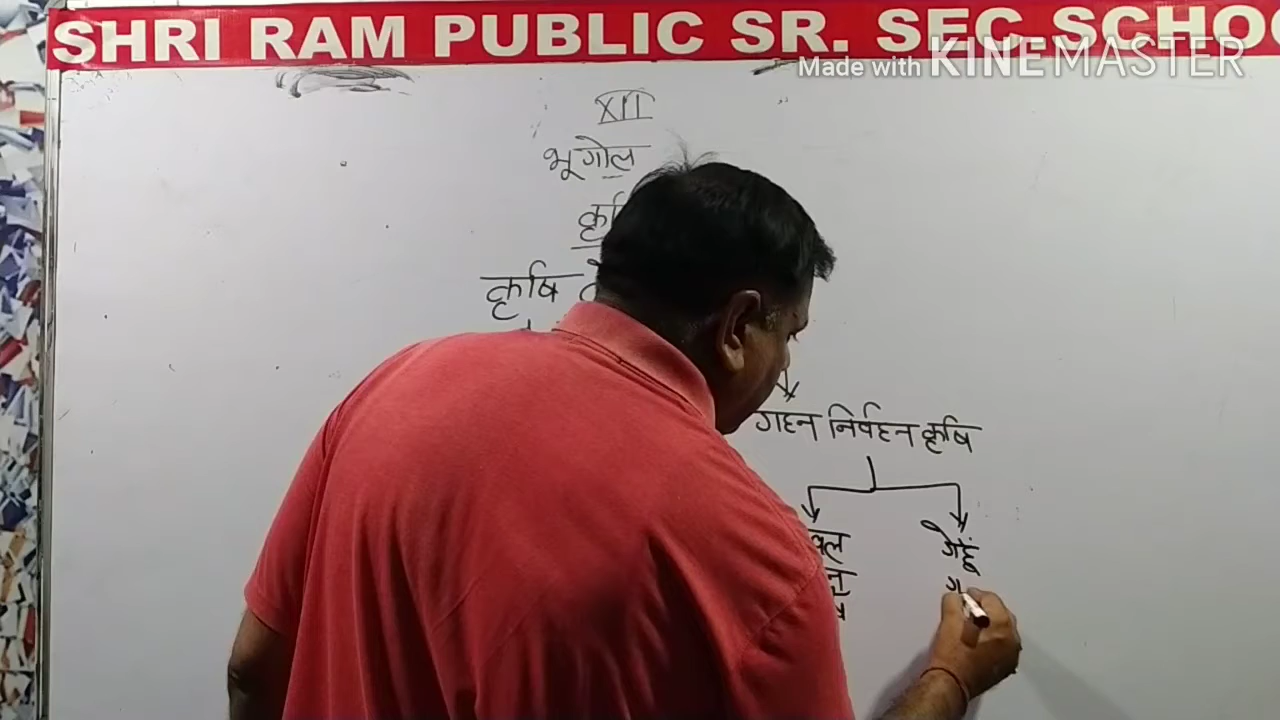 SHRI RAM PUBLIC SR. SEC. SCHOO
Made with KINEMASTER
XII
भूगोल
कृषि
गहन निर्वहन कृषि
गेहूं